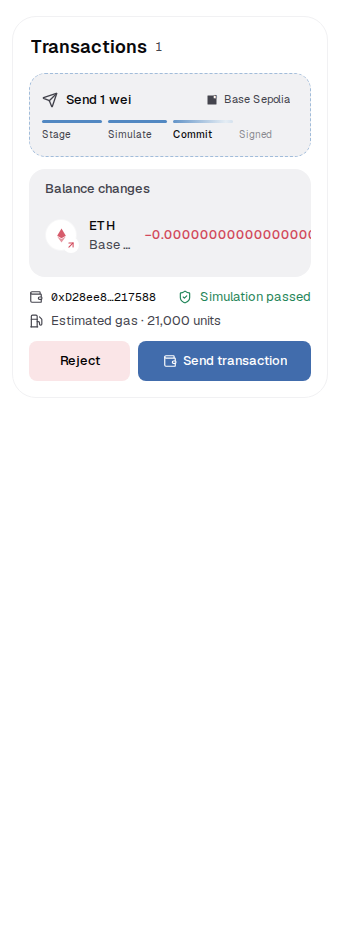 Transactions 1
Send 1 wei
Base Sepolia
Stage Simulate Commit Signed
Balance changes
ETH
Base …
−0.00000000000000000
0xD28ee8…217588
Simulation passed
Estimated gas · 21,000 units
Reject
Send transaction